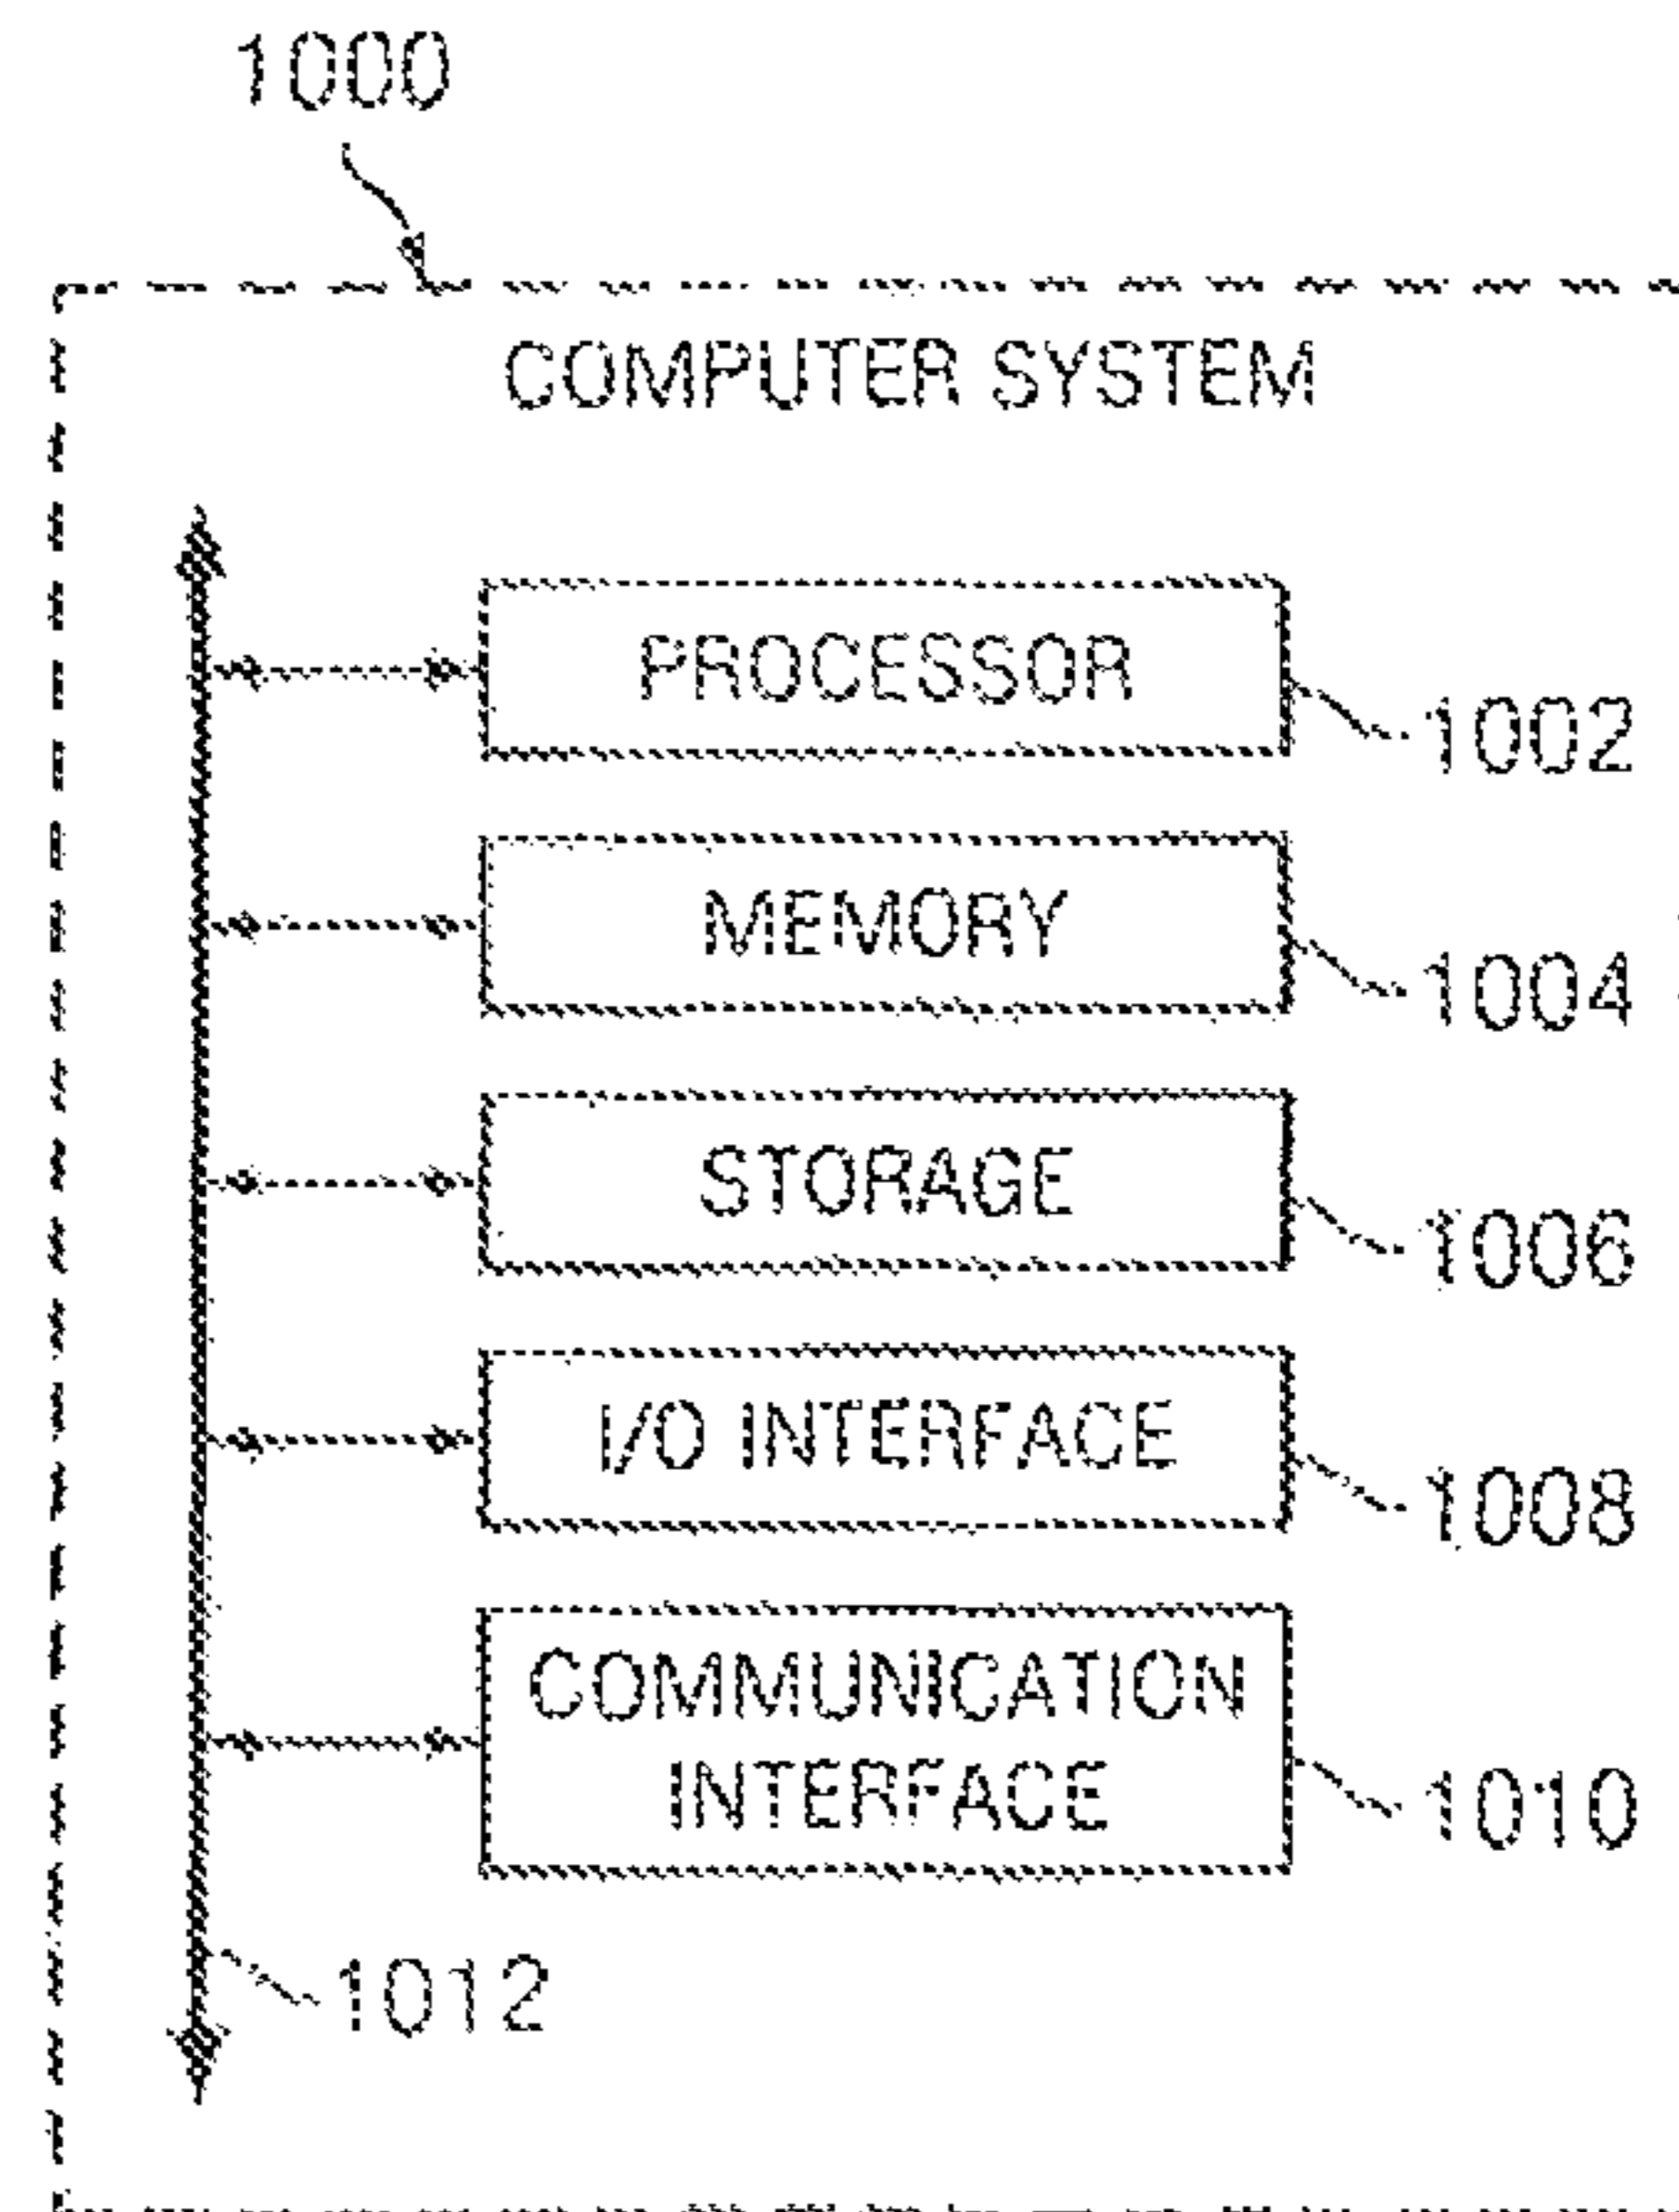 1000
COMPUTER SYSTEM
PROCESSOR
1002
MEMORY
1004
STORAGE
1006
I/O INTERFACE
1008
COMMUNICATION
INTERFACE
1010
1012